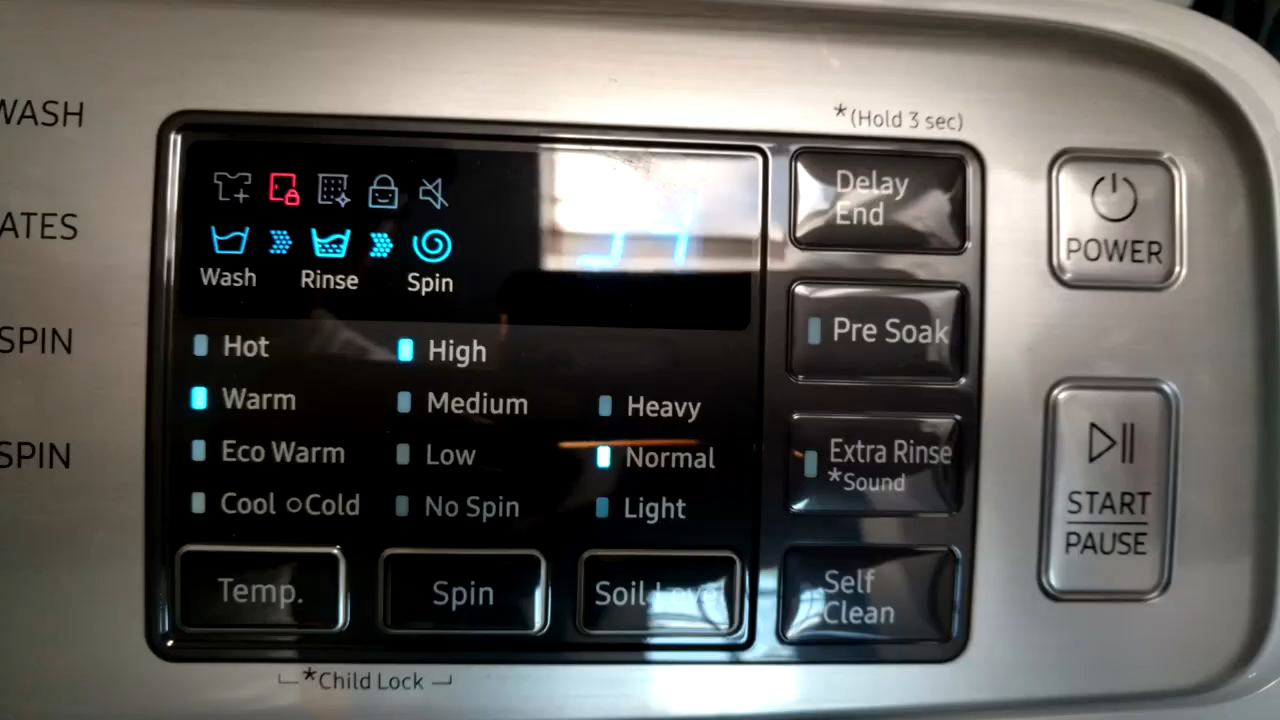 WASH
ATES
SPIN
SPIN
*(Hold 3 sec)
Wash Rinse Spin
Hot High
Warm Medium Heavy
Eco Warm Low Normal
Cool ○Cold No Spin Light
Temp. Spin Soil Level
*Child Lock
Delay
End
Pre Soak
Extra Rinse
*Sound
Self
Clean
POWER
START
PAUSE